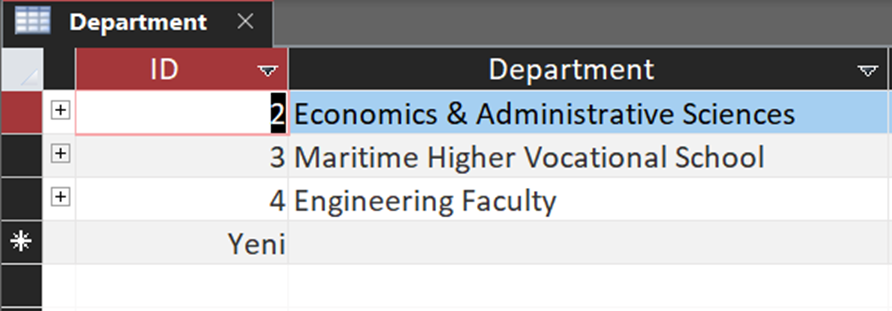 Department
ID Department
2 Economics & Administrative Sciences
3 Maritime Higher Vocational School
4 Engineering Faculty
Yeni